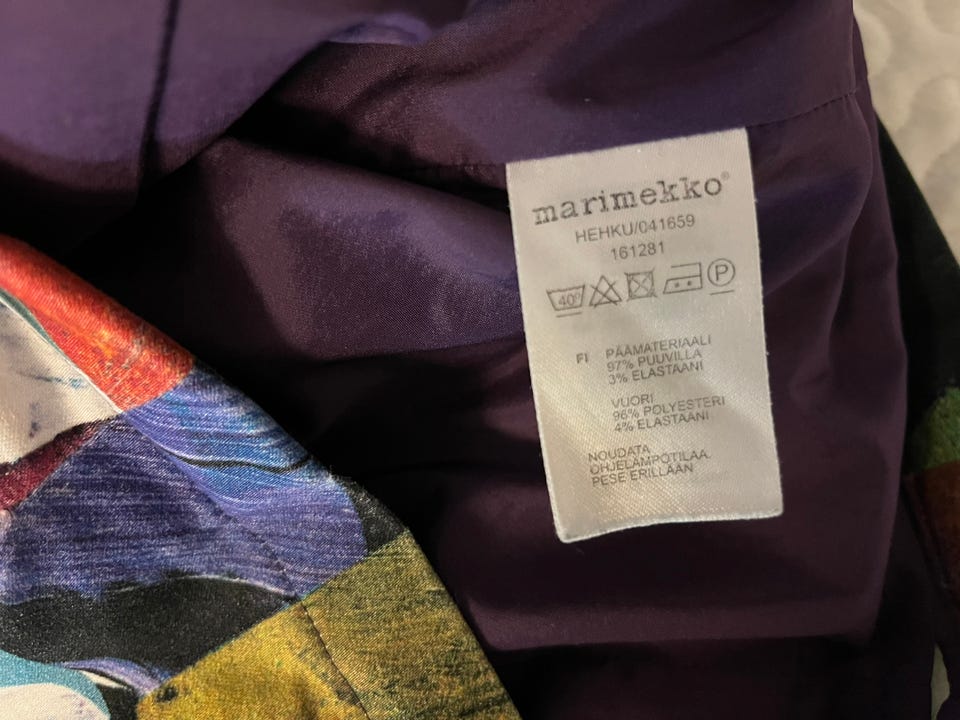 marimekko®
HEHKU/041659
161281
40° P
FI PÄÄMATERIAALI
97% PUUVILLA
3% ELASTAANI
VUORI
96% POLYESTERI
4% ELASTAANI
NOUDATA
OHJELÄMPÖTILAA.
PESE ERILLÄÄN